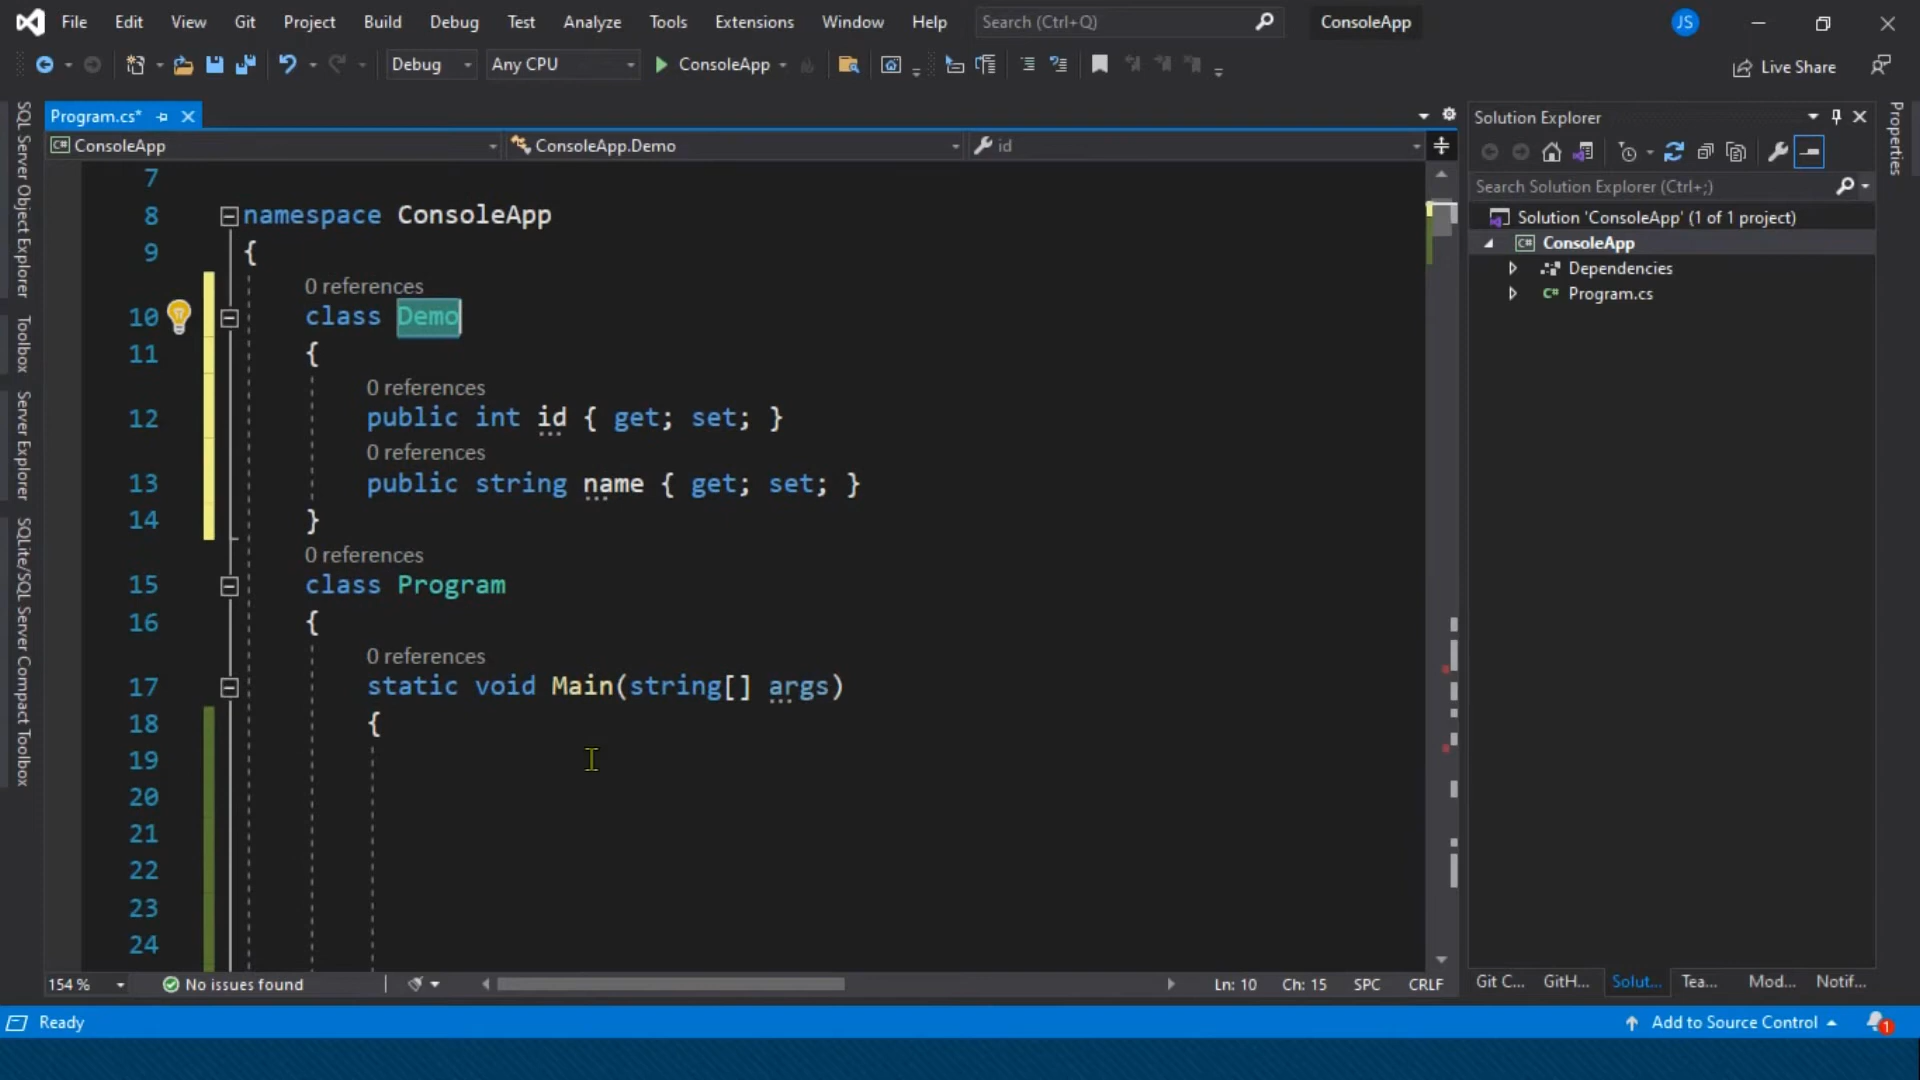 File Edit View Git Project Build Debug Test Analyze Tools Extensions Window Help Search (Ctrl+Q) ConsoleApp JS
Debug Any CPU ConsoleApp Live Share
Program.cs*
ConsoleApp ConsoleApp.Demo id
7
8 namespace ConsoleApp
9 {
0 references
10 class Demo
11 {
0 references
12 public int id { get; set; }
0 references
13 public string name { get; set; }
14 }
0 references
15 class Program
16 {
0 references
17 static void Main(string[] args)
18 {
19
20
21
22
23
24
154 % No issues found Ln: 10 Ch: 15 SPC CRLF
SQL Server Object Explorer
Toolbox
Server Explorer
SQLite/SQL Server Compact Toolbox
Solution Explorer
Search Solution Explorer (Ctrl+;)
Solution 'ConsoleApp' (1 of 1 project)
C# ConsoleApp
Dependencies
C# Program.cs
Git C... GitH... Solut... Tea... Mod... Notif...
Properties
Ready Add to Source Control 1